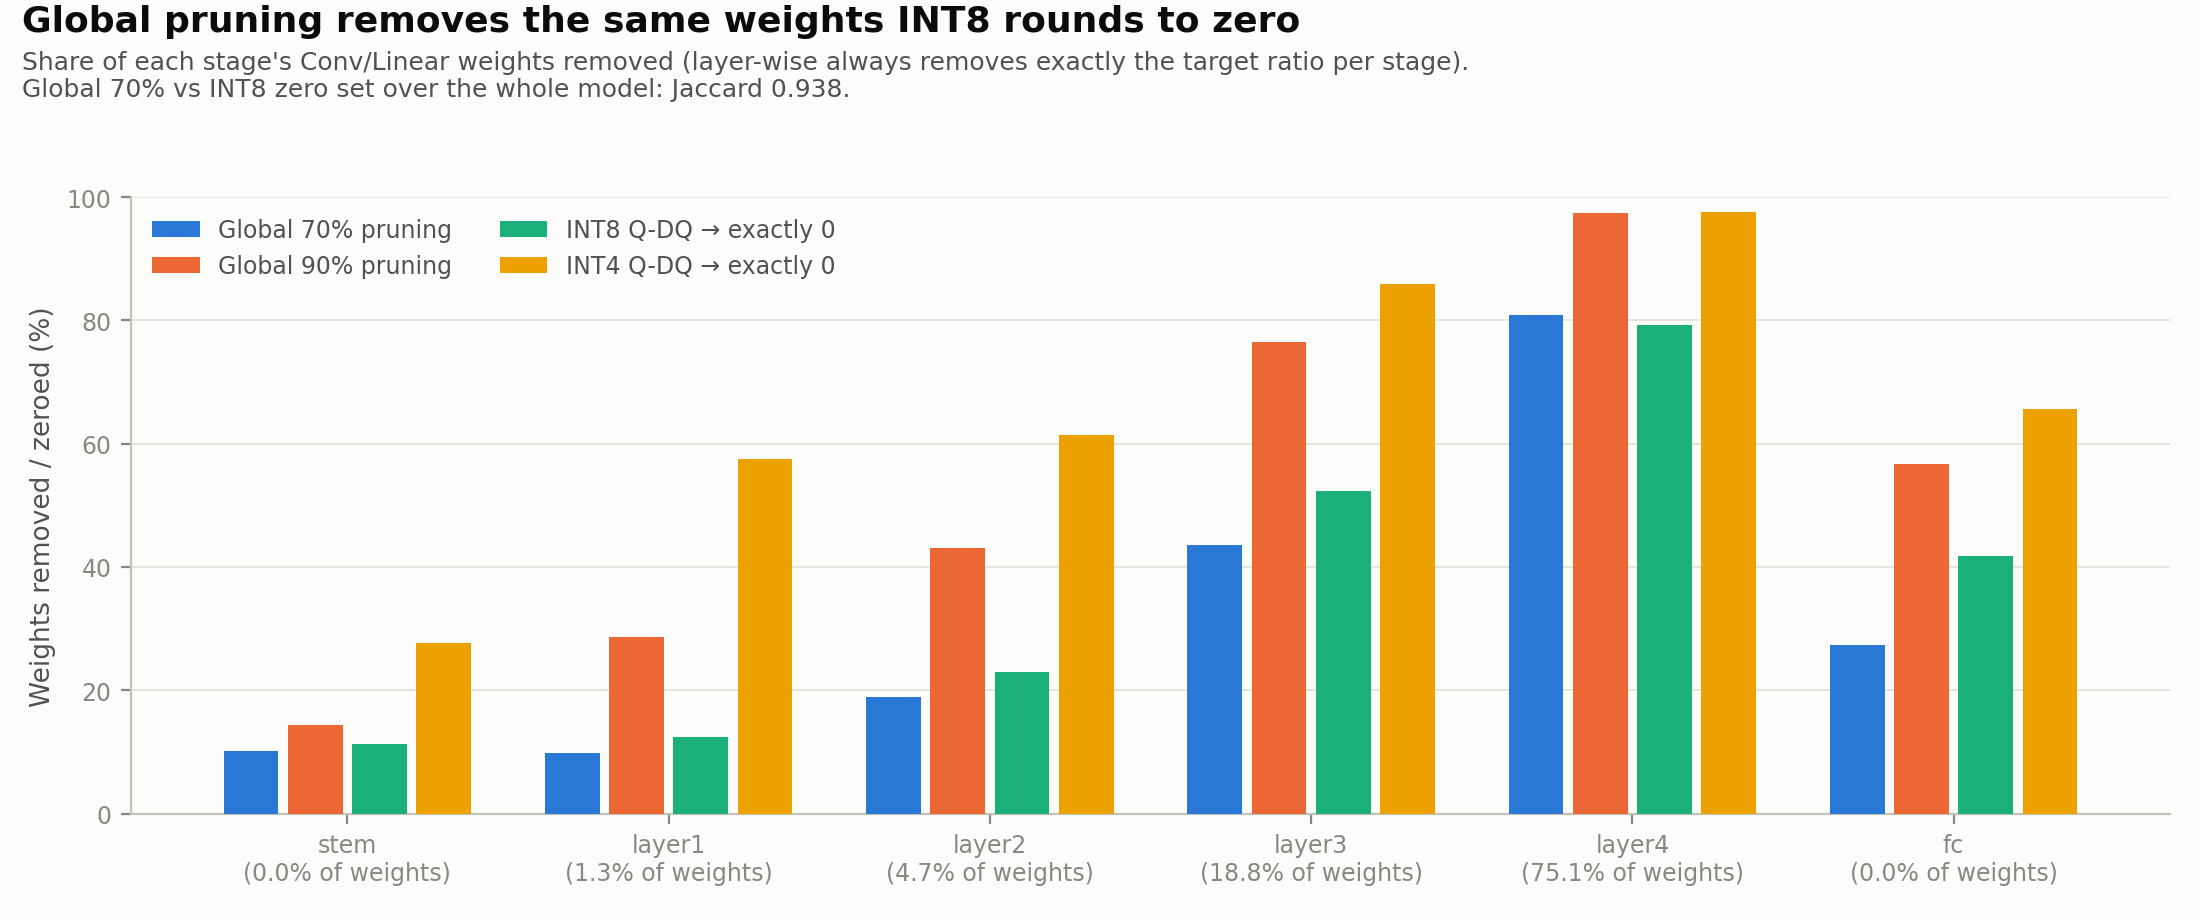 Global pruning removes the same weights INT8 rounds to zero
Share of each stage's Conv/Linear weights removed (layer-wise always removes exactly the target ratio per stage).
Global 70% vs INT8 zero set over the whole model: Jaccard 0.938.
Weights removed / zeroed (%)
100
80
60
40
20
0
Global 70% pruning
Global 90% pruning
INT8 Q-DQ → exactly 0
INT4 Q-DQ → exactly 0
stem
(0.0% of weights)
layer1
(1.3% of weights)
layer2
(4.7% of weights)
layer3
(18.8% of weights)
layer4
(75.1% of weights)
fc
(0.0% of weights)